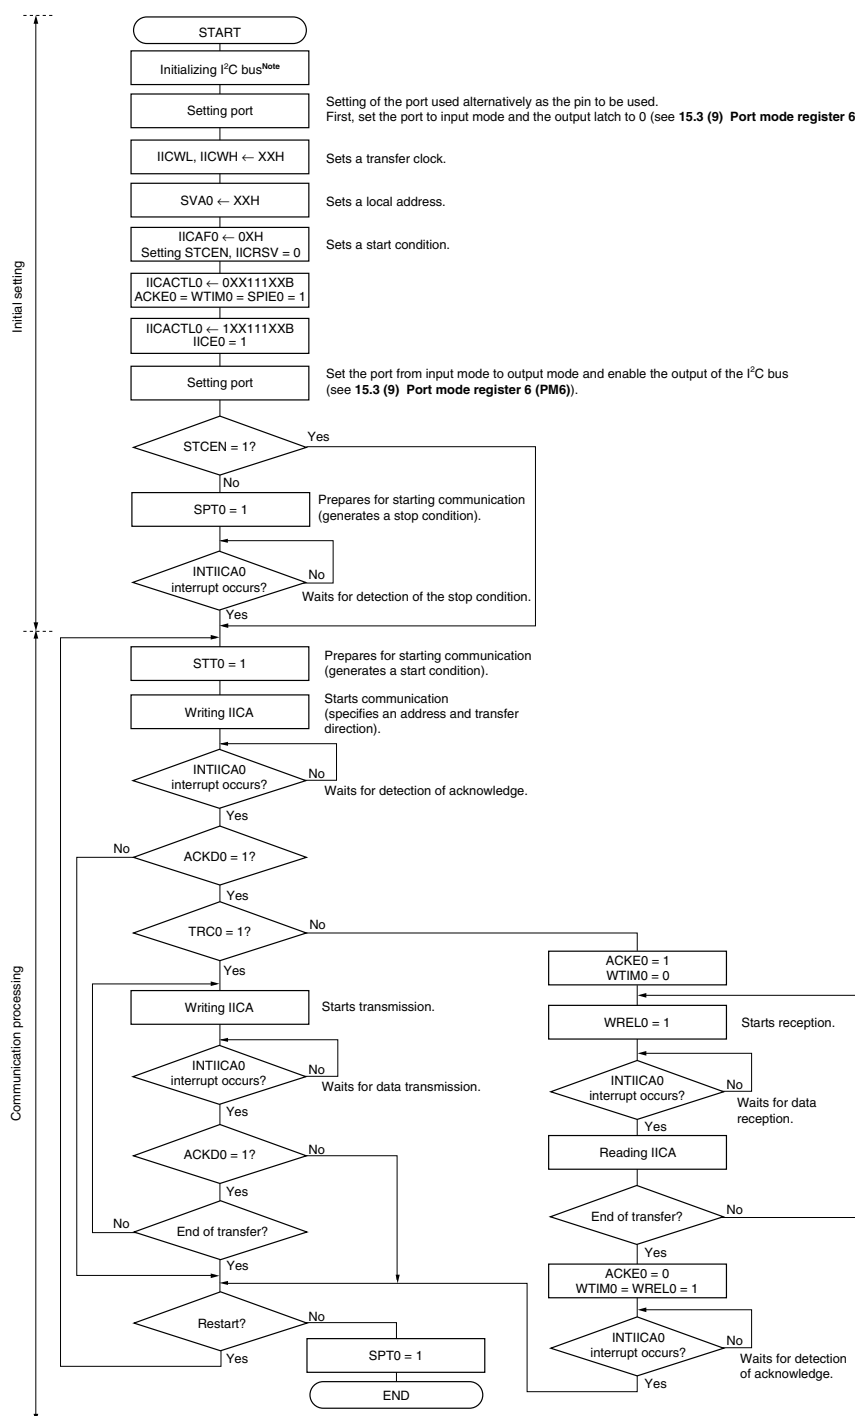 START
Initializing I²C busNote
Setting port
Setting of the port used alternatively as the pin to be used.
First, set the port to input mode and the output latch to 0 (see 15.3 (9) Port mode register 6
IICWL, IICWH ← XXH
Sets a transfer clock.
SVA0 ← XXH
Sets a local address.
IICAF0 ← 0XH
Setting STCEN, IICRSV = 0
Sets a start condition.
IICACTL0 ← 0XX111XXB
ACKE0 = WTIM0 = SPIE0 = 1
IICACTL0 ← 1XX111XXB
IICE0 = 1
Setting port
Set the port from input mode to output mode and enable the output of the I²C bus
(see 15.3 (9) Port mode register 6 (PM6)).
Initial setting
STCEN = 1?
Yes
No
SPT0 = 1
Prepares for starting communication
(generates a stop condition).
INTIICA0
interrupt occurs?
No
Waits for detection of the stop condition.
Yes
STT0 = 1
Prepares for starting communication
(generates a start condition).
Writing IICA
Starts communication
(specifies an address and transfer
direction).
INTIICA0
interrupt occurs?
No
Waits for detection of acknowledge.
Yes
No
ACKD0 = 1?
Yes
TRC0 = 1?
No
Yes
Communication processing
Writing IICA
Starts transmission.
INTIICA0
interrupt occurs?
No
Waits for data transmission.
Yes
ACKD0 = 1?
No
Yes
No
End of transfer?
Yes
Restart?
No
Yes
SPT0 = 1
END
ACKE0 = 1
WTIM0 = 0
WREL0 = 1
Starts reception.
INTIICA0
interrupt occurs?
No
Waits for data
reception.
Yes
Reading IICA
End of transfer?
No
Yes
ACKE0 = 0
WTIM0 = WREL0 = 1
INTIICA0
interrupt occurs?
No
Waits for detection
of acknowledge.
Yes